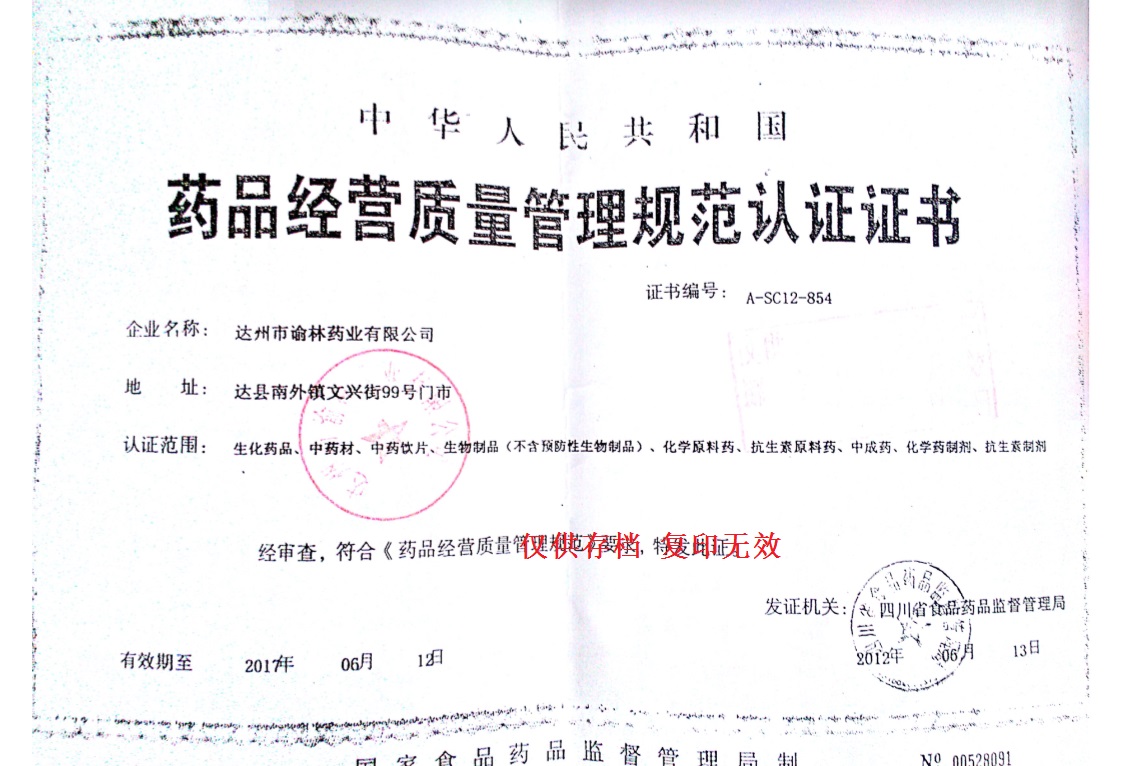 中华人民共和国
药品经营质量管理规范认证证书
证书编号: A-SC12-854
企业名称: 达州市谕林药业有限公司
地 址: 达县南外镇文兴街99号门市
认证范围: 生化药品、中药材、中药饮片、生物制品(不含预防性生物制品)、化学原料药、抗生素原料药、中成药、化学药制剂、抗生素制剂
经审查,符合《药品经营质量管理规范》要求,特发此证
仅供存档 复印无效
发证机关: 四川省食品药品监督管理局
有效期至 2017年 06月 12日
2012年 06月 13日
国家食品药品监督管理局制
Nº 00528091